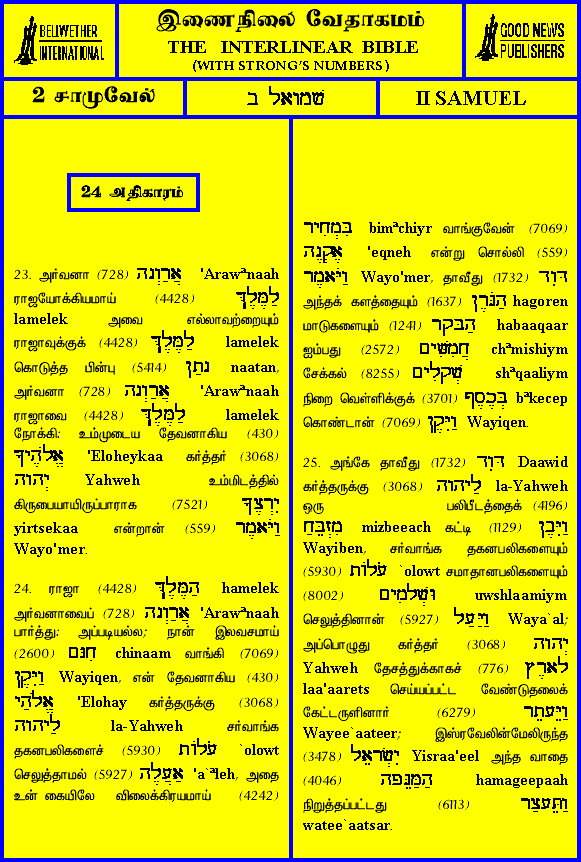 BELLWETHER
INTERNATIONAL
இணைநிலை வேதாகமம்
THE INTERLINEAR BIBLE
(WITH STRONG'S NUMBERS)
GOOD NEWS
PUBLISHERS
2 சாமுவேல்
שמואל ב
II SAMUEL
24 அதிகாரம்
23. அர்வனா (728) אֲרַוְנָה 'Arawªnaah
ராஜயோக்கியமாய் (4428) לַמֶּלֶךְ
lamelek அவை எல்லாவற்றையும்
ராஜாவுக்குக் (4428) לַמֶּלֶךְ lamelek
கொடுத்த பின்பு (5414) נָתַן naatan,
அர்வனா (728) אֲרַוְנָה 'Arawªnaah
ராஜாவை (4428) לַמֶּלֶךְ lamelek
நோக்கி: உம்முடைய தேவனாகிய (430)
אֱלֹהֶיךָ 'Eloheykaa கர்த்தர் (3068)
יְהוָה Yahweh உம்மிடத்தில்
கிருபையாயிருப்பாராக (7521) יִרְצֶךָ
yirtsekaa என்றான் (559) וַיֹּאמֶר
Wayo'mer.
24. ராஜா (4428) הַמֶּלֶךְ hamelek
அர்வனாவைப் (728) אֲרַוְנָה 'Arawªnaah
பார்த்து: அப்படியல்ல; நான் இலவசமாய்
(2600) חִנָּם chinaam வாங்கி (7069)
וַיִּקֶן Wayiqen, என் தேவனாகிய (430)
אֱלֹהַי 'Elohay கர்த்தருக்கு (3068)
לַיהוָה la-Yahweh சர்வாங்க
தகனபலிகளைச் (5930) עֹלוֹת `olowt
செலுத்தாமல் (5927) אַעֲלֶה 'a`ªleh, அதை
உன் கையிலே விலைக்கிரயமாய் (4242)
בִּמְחִיר bimªchiyr வாங்குவேன் (7069)
אֶקְנֶה 'eqneh என்று சொல்லி (559)
וַיֹּאמֶר Wayo'mer, தாவீது (1732) דָּוִד
அந்தக் களத்தையும் (1637) הַגֹּרֶן hagoren
மாடுகளையும் (1241) הַבָּקָר habaaqaar
ஐம்பது (2572) חֲמִשִּׁים chªmishiym
சேக்கல் (8255) שְׁקָלִים shªqaaliym
நிறை வெள்ளிக்குக் (3701) בְּכֶסֶף bªkecep
கொண்டான் (7069) וַיִּקֶן Wayiqen.
25. அங்கே தாவீது (1732) דָּוִד Daawid
கர்த்தருக்கு (3068) לַיהוָה la-Yahweh
ஒரு பலிபீடத்தைக் (4196)
מִזְבֵּחַ mizbeeach கட்டி (1129) וַיִּבֶן
Wayiben, சர்வாங்க தகனபலிகளையும்
(5930) עֹלוֹת `olowt சமாதானபலிகளையும்
(8002) וּשְׁלָמִים uwshlaamiym
செலுத்தினான் (5927) וַיַּעַל Waya`al;
அப்பொழுது கர்த்தர் (3068) יְהוָה
Yahweh தேசத்துக்காகச் (776) לָאָרֶץ
laa'aarets செய்யப்பட்ட வேண்டுதலைக்
கேட்டருளினார் (6279) וַיֵּעָתֵר
Wayee`aateer; இஸ்ரவேலின்மேலிருந்த
(3478) יִשְׂרָאֵל Yisraa'eel அந்த வாதை
(4046) הַמַּגֵּפָה hamageepaah
நிறுத்தப்பட்டது (6113) וַתֵּעָצַר
watee`aatsar.